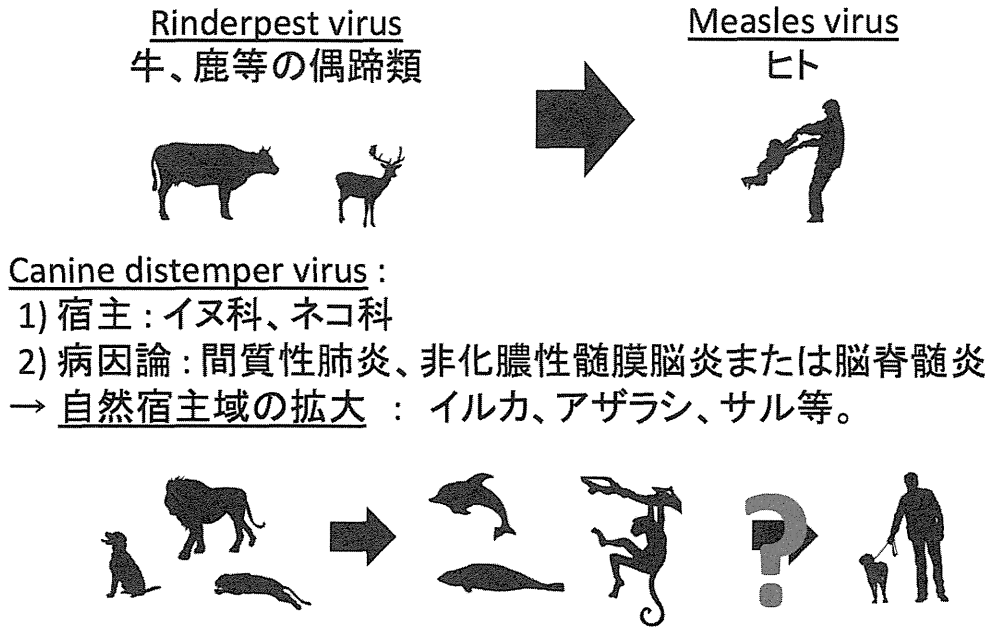 Rinderpest virus
牛、鹿等の偶蹄類
Measles virus
ヒト
Canine distemper virus :
1) 宿主 : イヌ科、ネコ科
2) 病因論 : 間質性肺炎、非化膿性髄膜脳炎または脳脊髄炎
→ 自然宿主域の拡大 : イルカ、アザラシ、サル等。
?